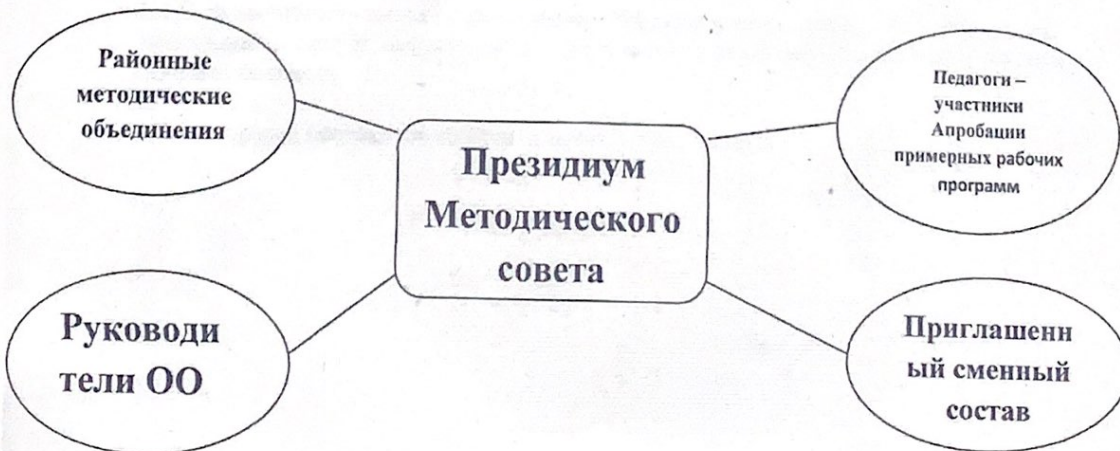 Районные
методические
объединения
Педагоги –
участники
Апробации
примерных рабочих
программ
Президиум
Методического
совета
Руководи
тели ОО
Приглашенн
ый сменный
состав